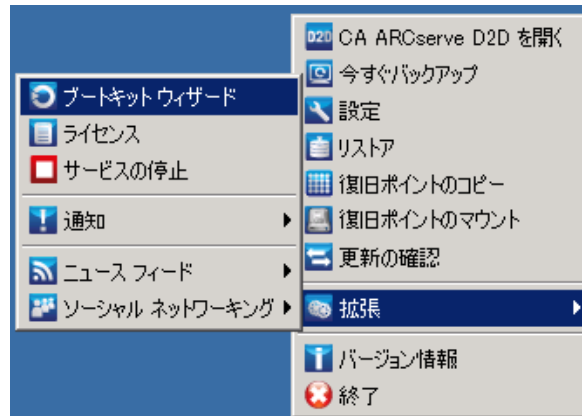 D2D CA ARCserve D2D を開く
今すぐバックアップ
設定
リストア
復旧ポイントのコピー
復旧ポイントのマウント
更新の確認
拡張
バージョン情報
終了
ブートキット ウィザード
ライセンス
サービスの停止
通知
ニュース フィード
ソーシャル ネットワーキング